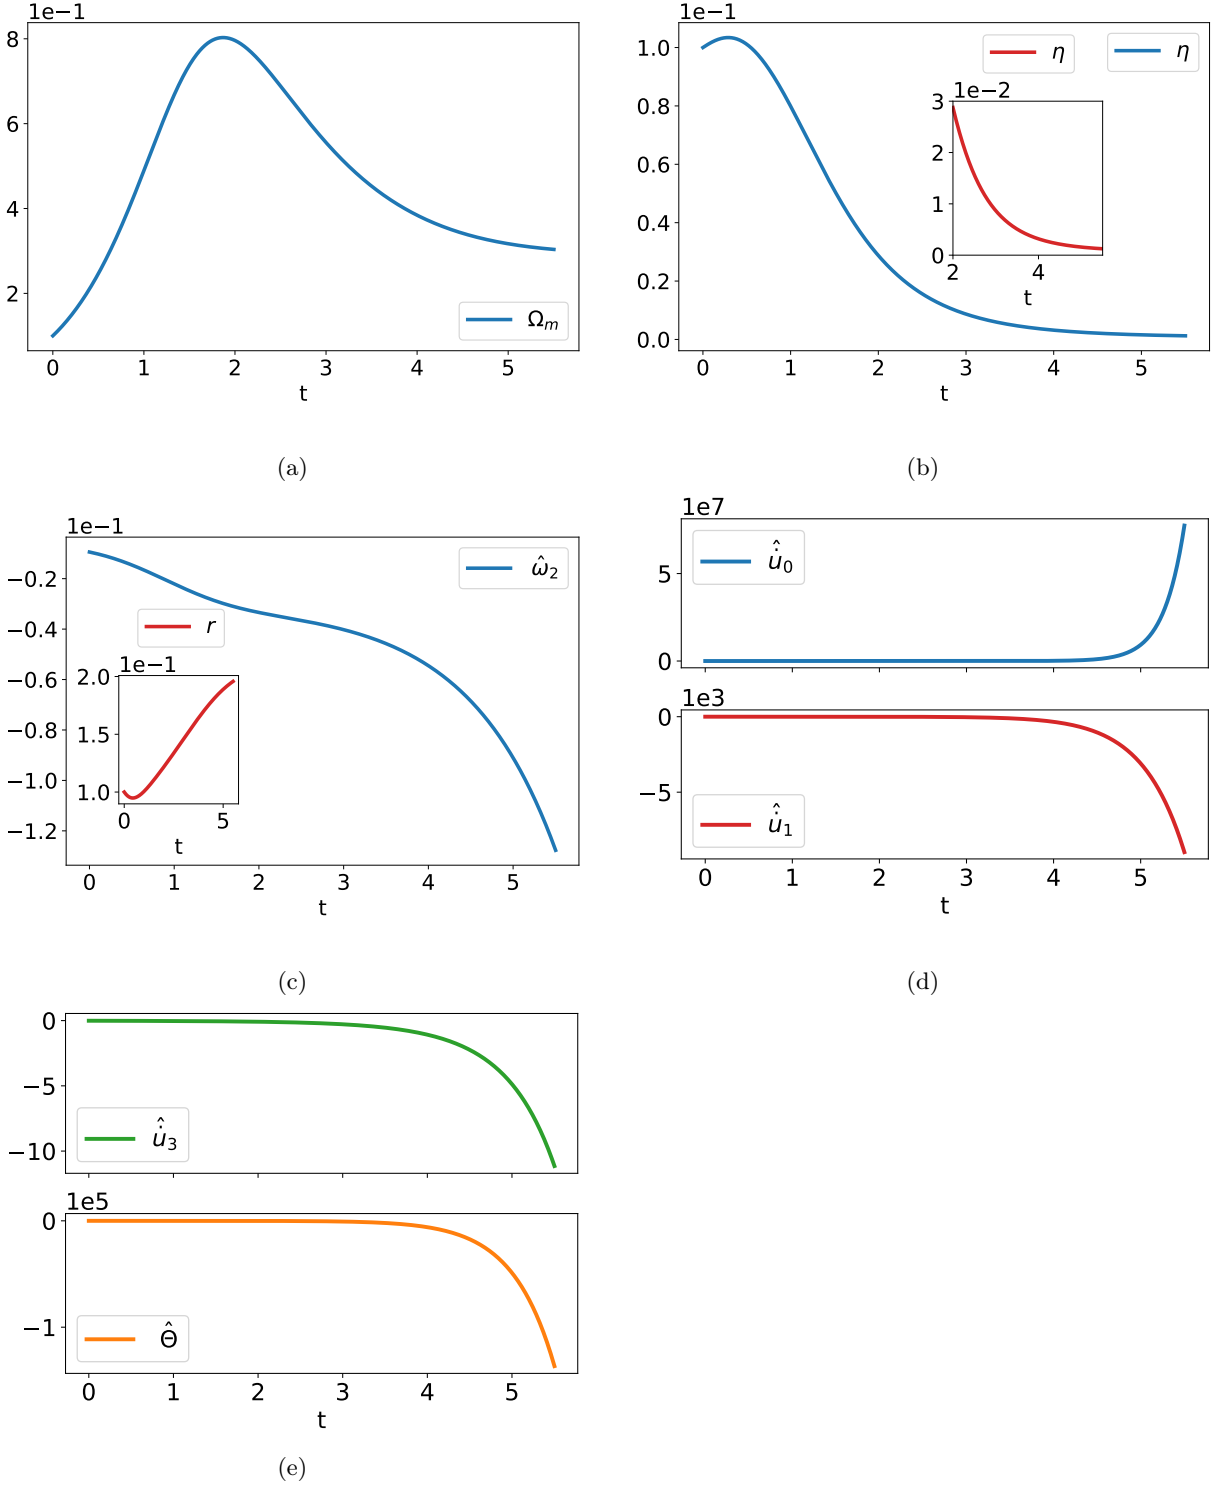 1e−1
8
6
4
2
Ω_m
0 1 2 3 4 5
t
(a)
1e−1
1.0
0.8
0.6
0.4
0.2
0.0
η
η
1e−2
3
2
1
0
2 4
t
0 1 2 3 4 5
t
(b)
1e−1
−0.2
−0.4
−0.6
−0.8
−1.0
−1.2
ω̂_2
r
1e−1
2.0
1.5
1.0
0 5
t
0 1 2 3 4 5
t
(c)
1e7
5
0
û̇_0
1e3
0
−5
û̇_1
0 1 2 3 4 5
t
(d)
0
−5
−10
û̇_3
1e5
0
−1
Θ̂
0 1 2 3 4 5
t
(e)